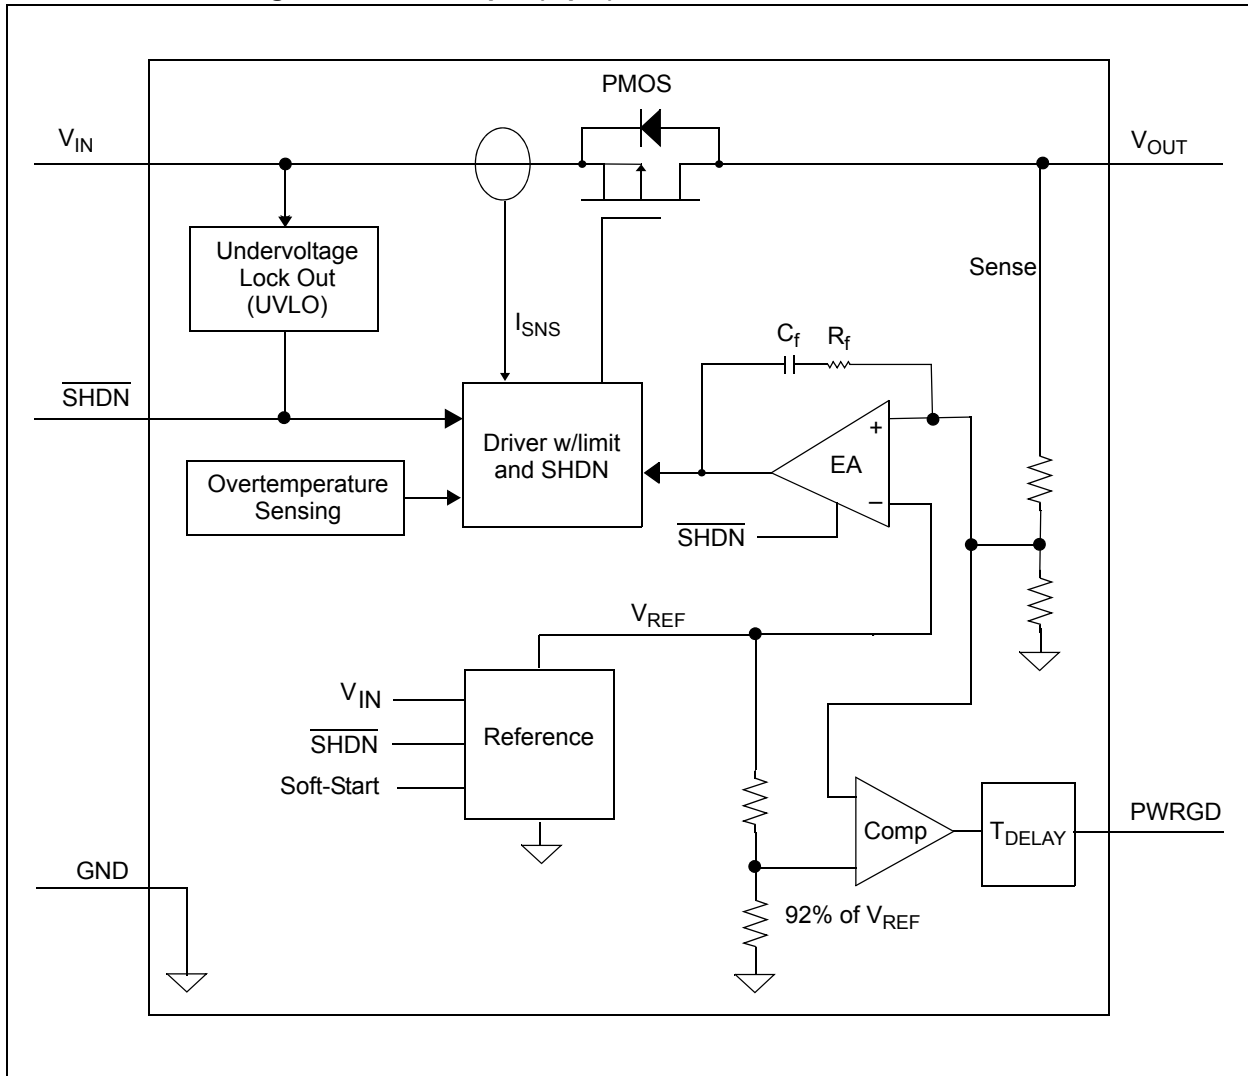 PMOS
V_IN
V_OUT
Undervoltage
Lock Out
(UVLO)
Sense
I_SNS
C_f
R_f
SHDN
+
Driver w/limit
and SHDN
EA
Overtemperature
Sensing
−
SHDN
V_REF
V_IN
SHDN
Reference
Soft-Start
PWRGD
Comp
T_DELAY
GND
92% of V_REF